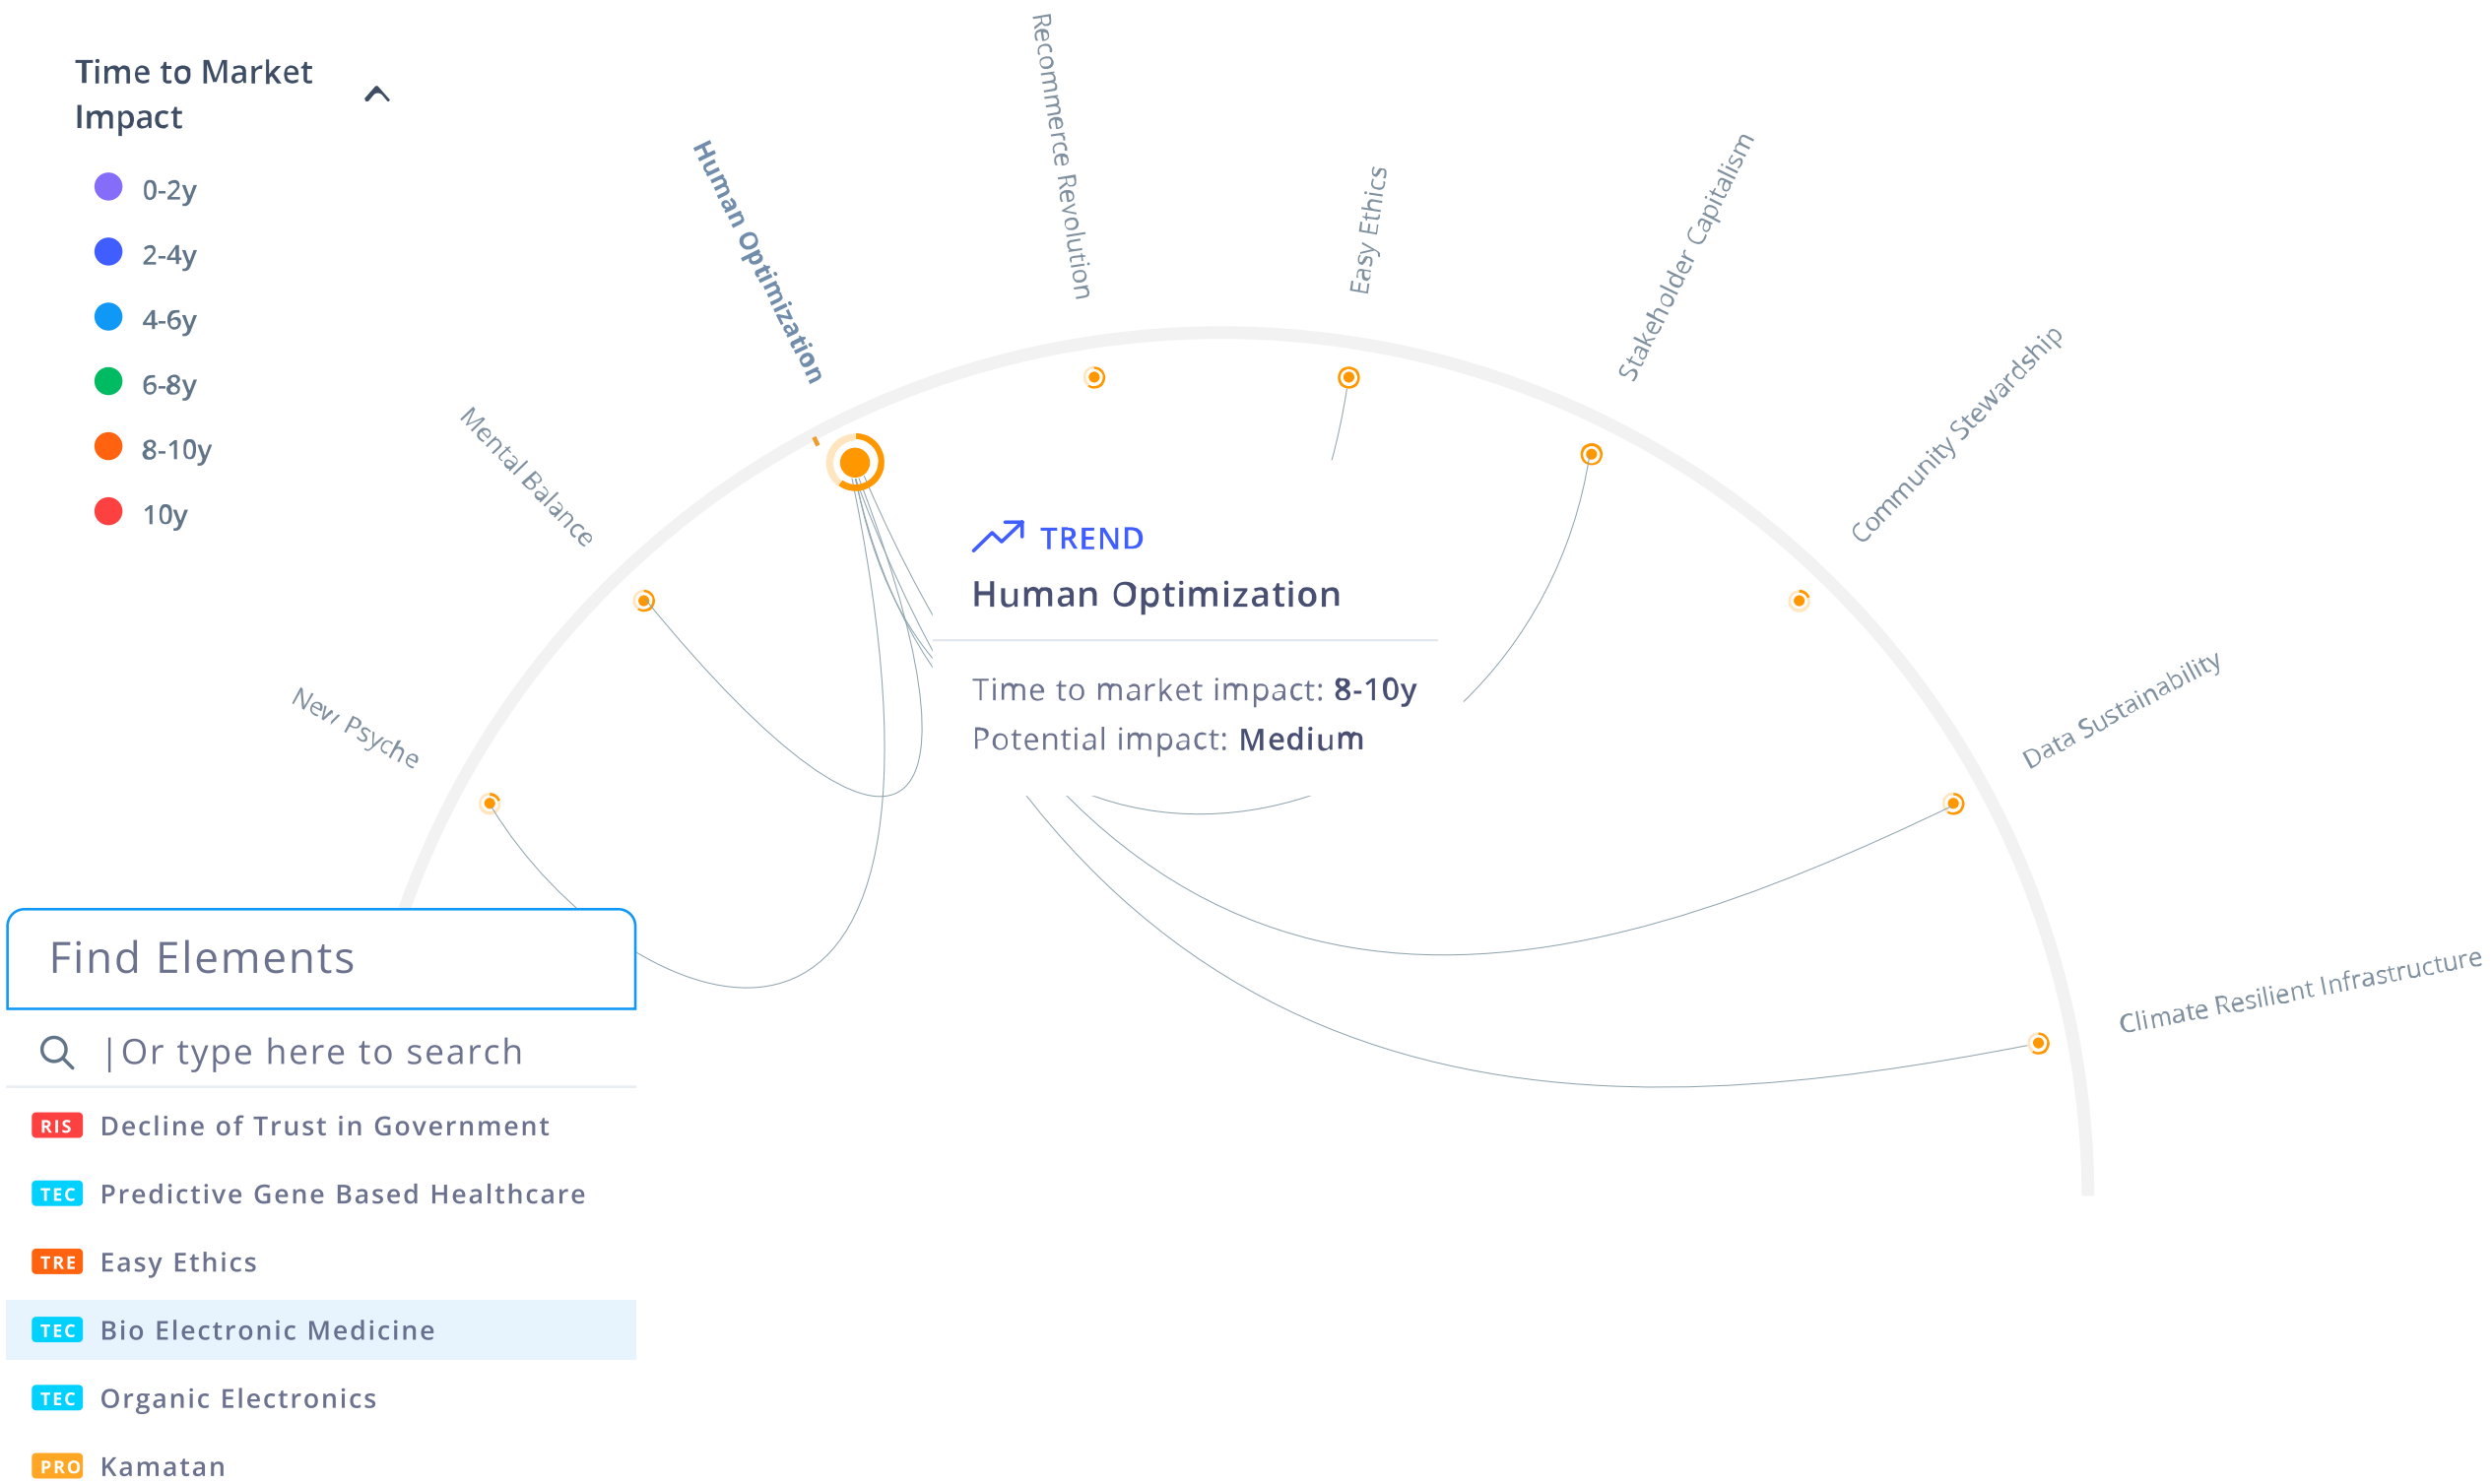 Time to Market
Impact
0-2y
2-4y
4-6y
6-8y
8-10y
10y
New Psyche
Mental Balance
Human Optimization
Recommerce Revolution
Easy Ethics
Stakeholder Capitalism
Community Stewardship
Data Sustainability
Climate Resilient Infrastructure
TREND
Human Optimization
Time to market impact: 8-10y
Potential impact: Medium
Find Elements
|Or type here to search
RIS Decline of Trust in Government
TEC Predictive Gene Based Healthcare
TRE Easy Ethics
TEC Bio Electronic Medicine
TEC Organic Electronics
PRO Kamatan